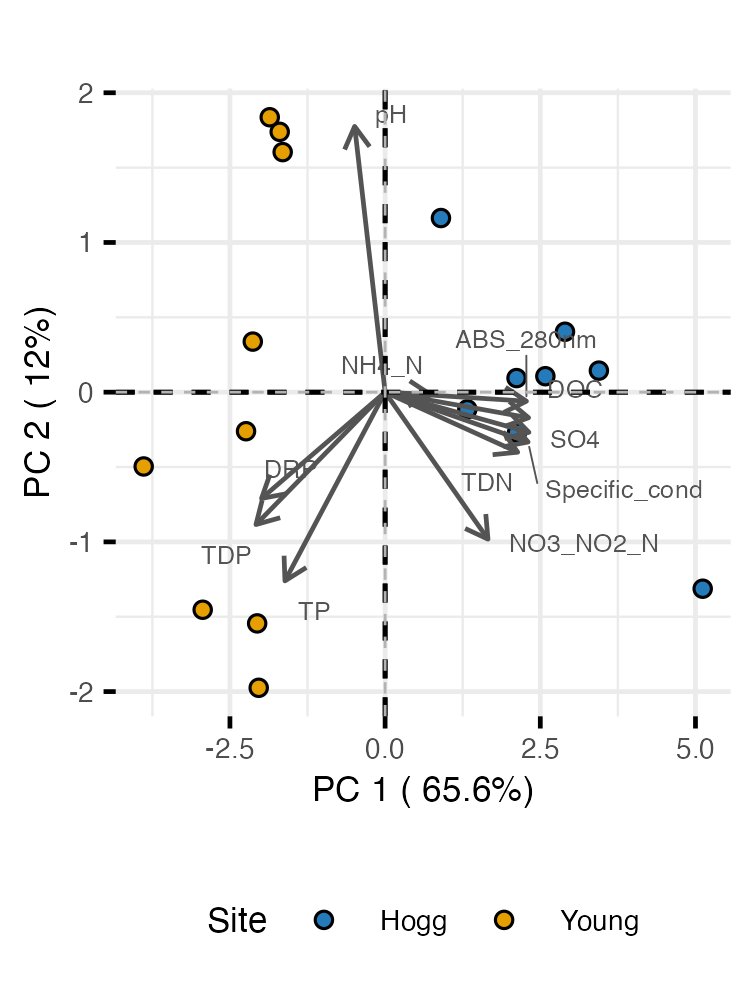 2
pH
1
ABS_280nm
NH4_N
DOC
0
SO4
DRP
TDN
Specific_cond
-1
NO3_NO2_N
TDP
TP
-2
PC 2 ( 12%)
-2.5 0.0 2.5 5.0
PC 1 ( 65.6%)
Site Hogg Young